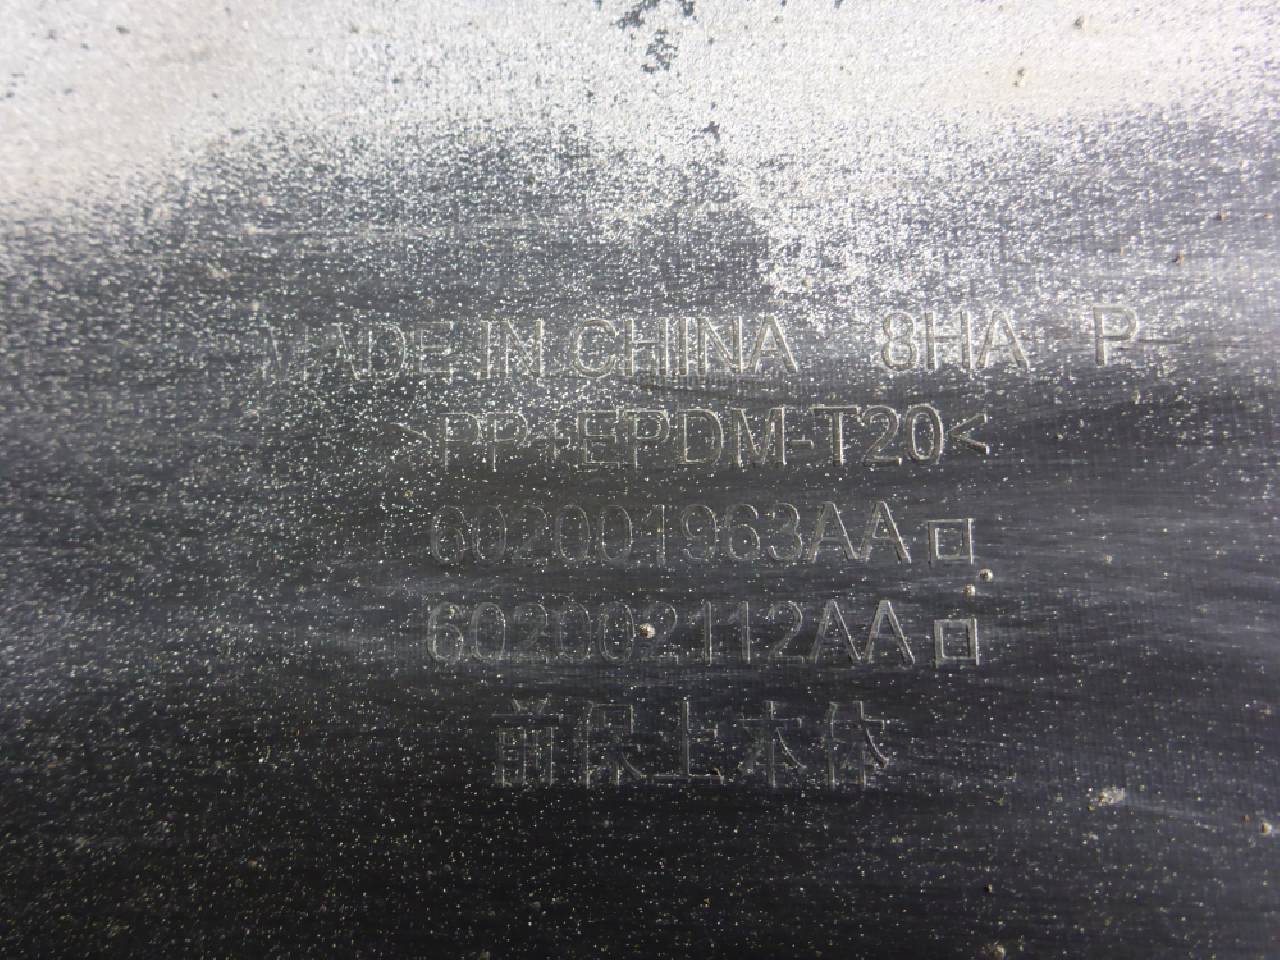 MADE IN CHINA 8HA P
>PP+EPDM-T20<
602001963AA □
602002112AA □
前保上本体